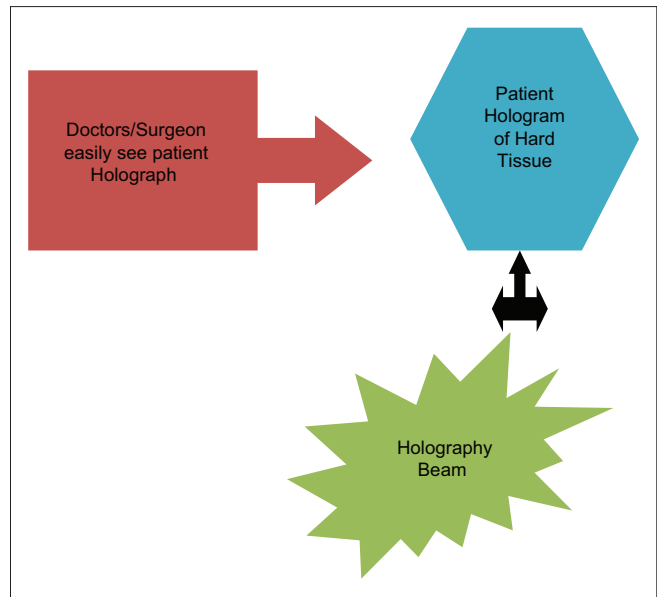 Doctors/Surgeon
easily see patient
Holograph
Patient
Hologram
of Hard
Tissue
Holography
Beam